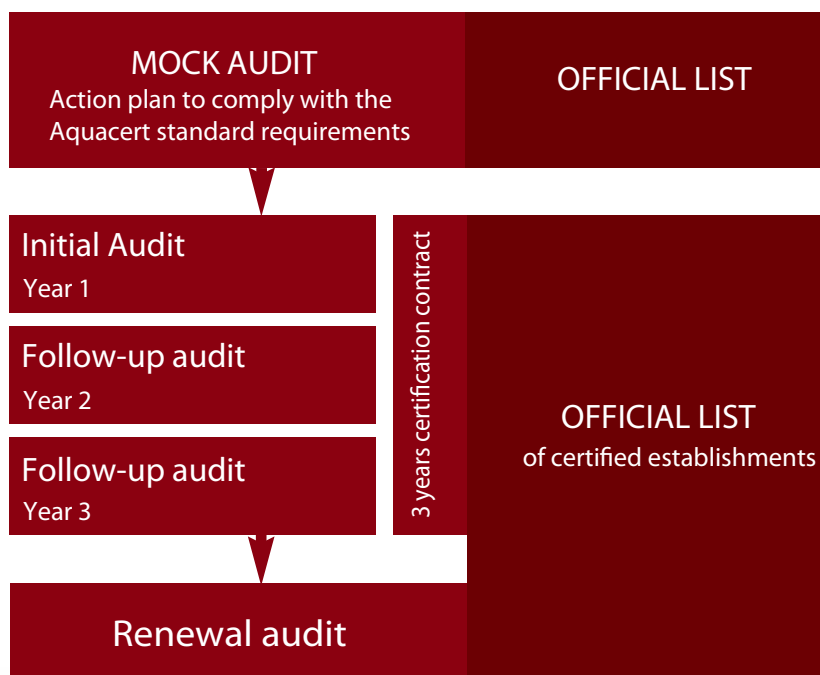 MOCK AUDIT
Action plan to comply with the
Aquacert standard requirements
OFFICIAL LIST
Initial Audit
Year 1
Follow-up audit
Year 2
Follow-up audit
Year 3
3 years certification contract
OFFICIAL LIST
of certified establishments
Renewal audit